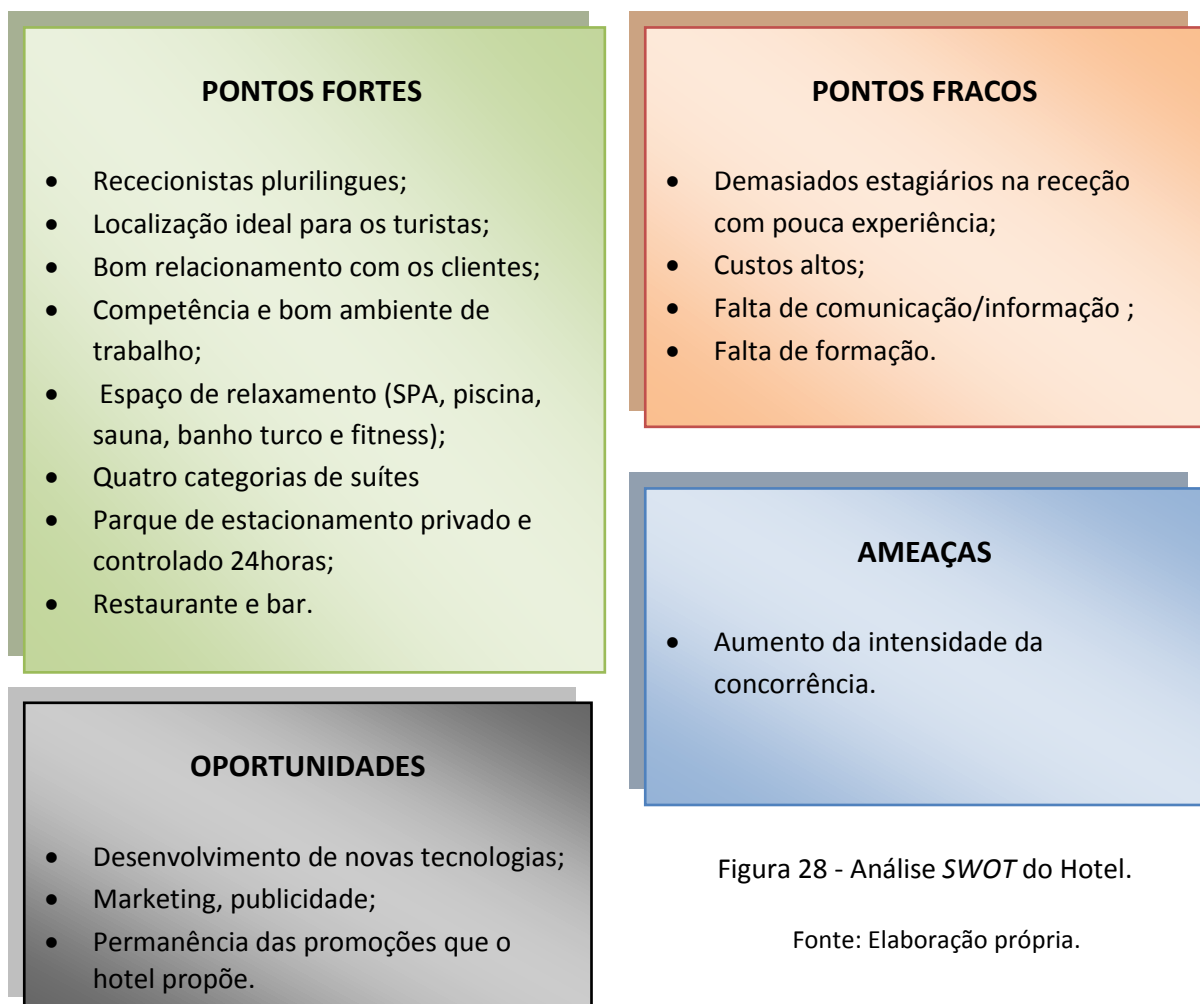 PONTOS FORTES
• Rececionistas plurilingues;
• Localização ideal para os turistas;
• Bom relacionamento com os clientes;
• Competência e bom ambiente de
trabalho;
• Espaço de relaxamento (SPA, piscina,
sauna, banho turco e fitness);
• Quatro categorias de suítes
• Parque de estacionamento privado e
controlado 24horas;
• Restaurante e bar.
PONTOS FRACOS
• Demasiados estagiários na receção
com pouca experiência;
• Custos altos;
• Falta de comunicação/informação ;
• Falta de formação.
OPORTUNIDADES
• Desenvolvimento de novas tecnologias;
• Marketing, publicidade;
• Permanência das promoções que o
hotel propõe.
AMEAÇAS
• Aumento da intensidade da
concorrência.
Figura 28 - Análise SWOT do Hotel.
Fonte: Elaboração própria.